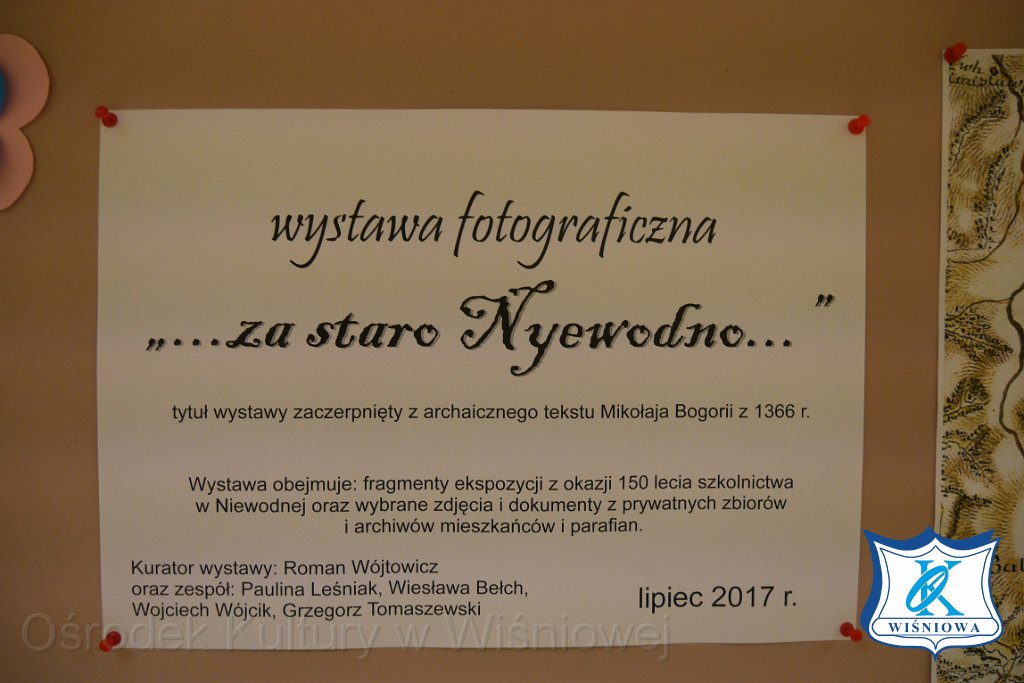 wystawa fotograficzna
„...za staro Nyewodno... ”
tytuł wystawy zaczerpnięty z archaicznego tekstu Mikołaja Bogorii z 1366 r.
Wystawa obejmuje: fragmenty ekspozycji z okazji 150 lecia szkolnictwa
w Niewodnej oraz wybrane zdjęcia i dokumenty z prywatnych zbiorów
i archiwów mieszkańców i parafian.
Kurator wystawy: Roman Wójtowicz
oraz zespół: Paulina Leśniak, Wiesława Bełch,
Wojciech Wójcik, Grzegorz Tomaszewski
lipiec 2017 r.
Ośrodek Kultury w Wiśniowej
OK
WIŚNIOWA